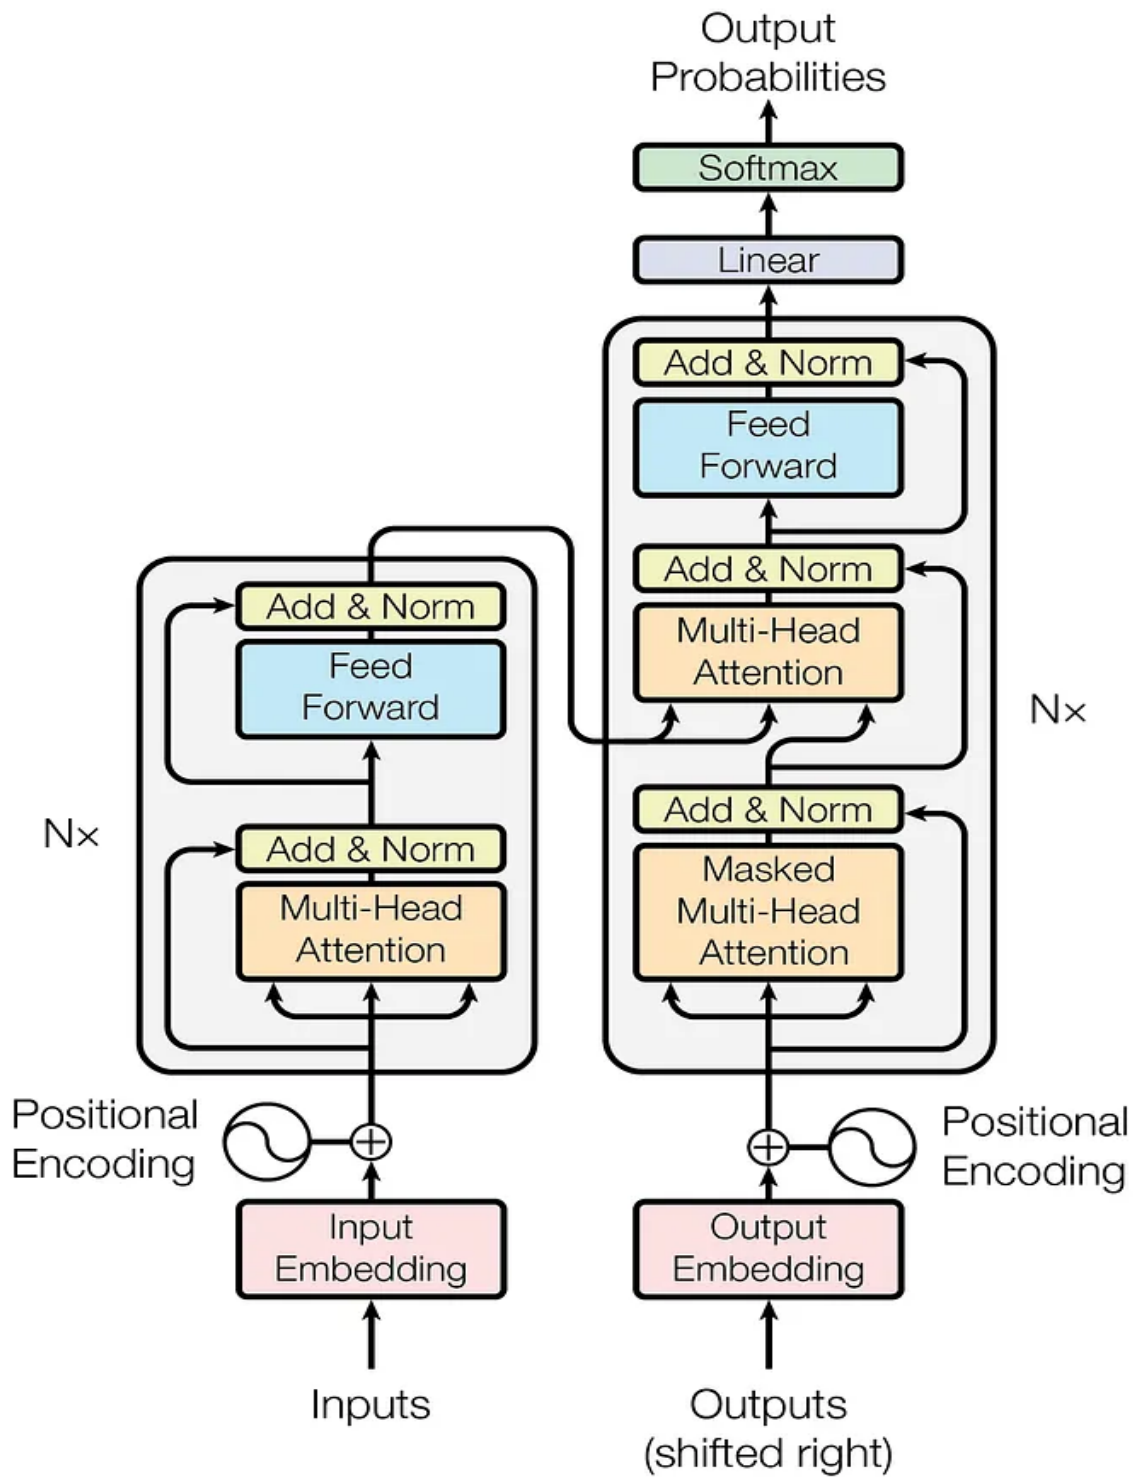 Output
Probabilities
Softmax
Linear
Add & Norm
Feed
Forward
Add & Norm
Multi-Head
Attention
Nx
Add & Norm
Masked
Multi-Head
Attention
Add & Norm
Feed
Forward
Nx
Add & Norm
Multi-Head
Attention
Positional
Encoding
Positional
Encoding
Input
Embedding
Output
Embedding
Inputs
Outputs
(shifted right)